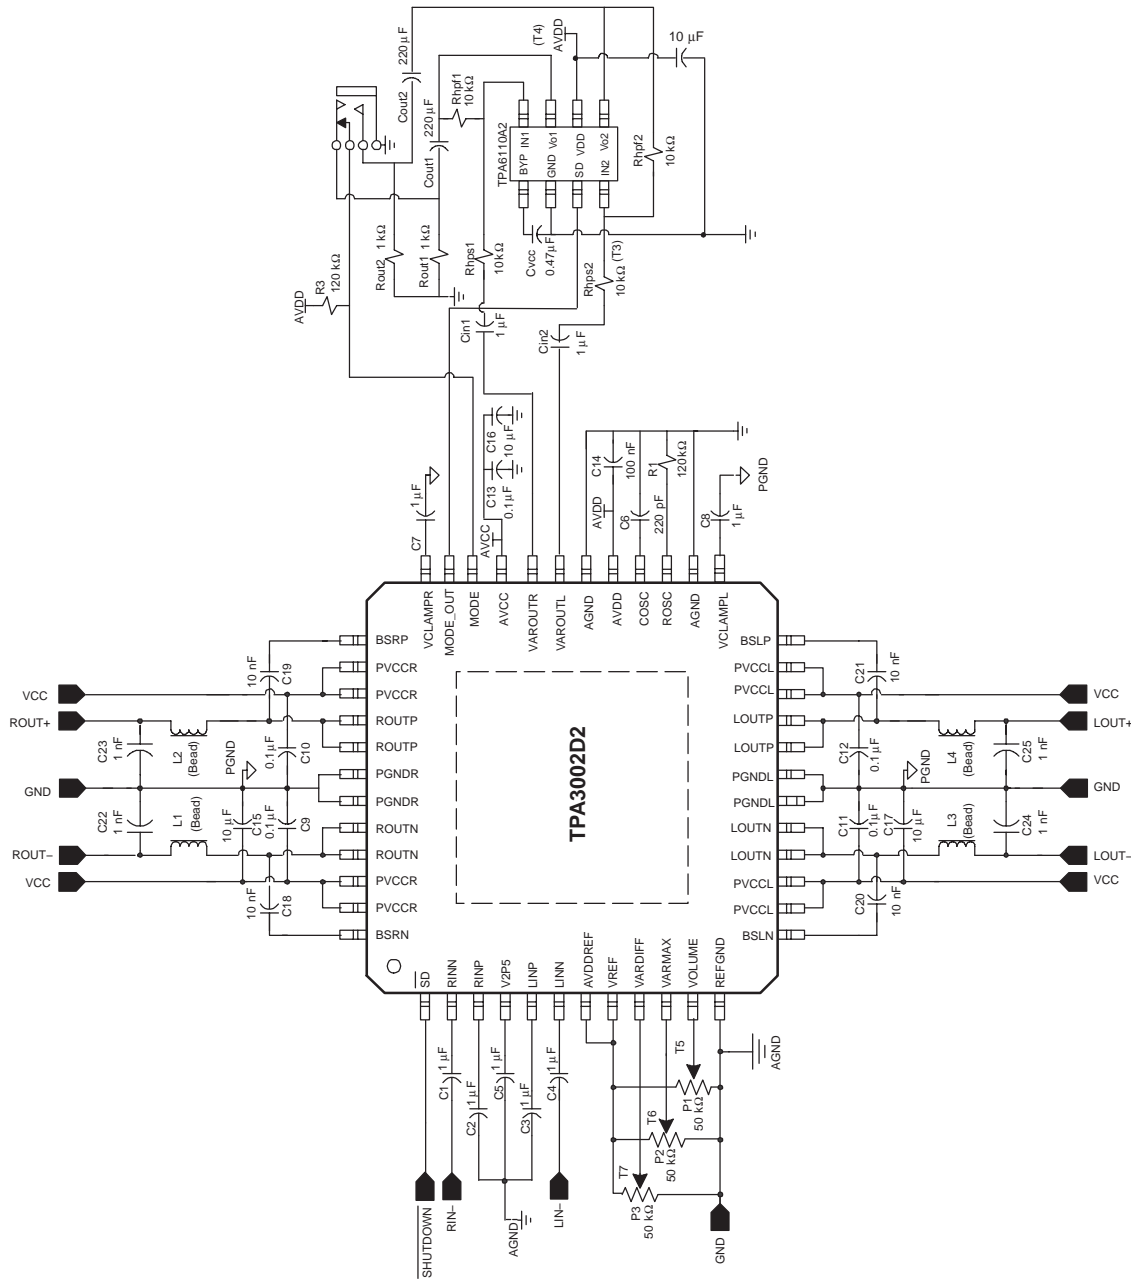 220 µF
Cout2
(T4)
AVDD
10 µF
220 µF
Cout1
Rhpf1
10 kΩ
TPA6110A2
BYP IN1
GND Vo1
SD VDD
IN2 Vo2
Rhpf2
10 kΩ
AVDD
R3
120 kΩ
Rout2 1 kΩ
Rout1 1 kΩ
Rhps1
10 kΩ
Cvcc
0.47µF
Rhps2
10 kΩ (T3)
Cin1
1 µF
Cin2
1 µF
C7
1 µF
AVCC
C13
0.1µF
C16
10 µF
AVDD
C14
100 nF
C6
220 pF
R1
120kΩ
C8
1 µF
PGND
VCLAMPR
MODE_OUT
MODE
AVCC
VAROUTR
VAROUTL
AGND
AVDD
COSC
ROSC
AGND
VCLAMPL
BSRP
PVCCR
PVCCR
ROUTP
ROUTP
PGNDR
PGNDR
ROUTN
ROUTN
PVCCR
PVCCR
BSRN
TPA3002D2
BSLP
PVCCL
PVCCL
LOUTP
LOUTP
PGNDL
PGNDL
LOUTN
LOUTN
PVCCL
PVCCL
BSLN
VCC
ROUT+
GND
ROUT–
VCC
10 nF
C19
C23
1 nF
L2
(Bead)
PGND
0.1µF
C10
C22
1 nF
L1
(Bead)
10 µF
C15
0.1µF
C9
10 nF
C18
C21
10 nF
C12
0.1µF
PGND
L4
(Bead)
C25
1 nF
C11
0.1µF
C17
10 µF
L3
(Bead)
C24
1 nF
C20
10 nF
VCC
LOUT+
GND
LOUT–
VCC
SD
RINN
RINP
V2P5
LINP
LINN
AVDDREF
VREF
VARDIFF
VARMAX
VOLUME
REFGND
C1
1 µF
C2
1 µF
C5
1 µF
C3
1 µF
C4
1 µF
T5
P1
50 kΩ
T6
P2
50 kΩ
T7
P3
50 kΩ
AGND
SHUTDOWN
RIN–
AGND
LIN–
GND